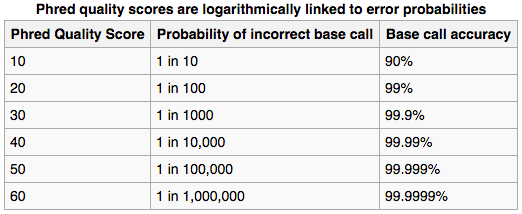 Phred quality scores are logarithmically linked to error probabilities
Phred Quality Score Probability of incorrect base call Base call accuracy
10 1 in 10 90%
20 1 in 100 99%
30 1 in 1000 99.9%
40 1 in 10,000 99.99%
50 1 in 100,000 99.999%
60 1 in 1,000,000 99.9999%